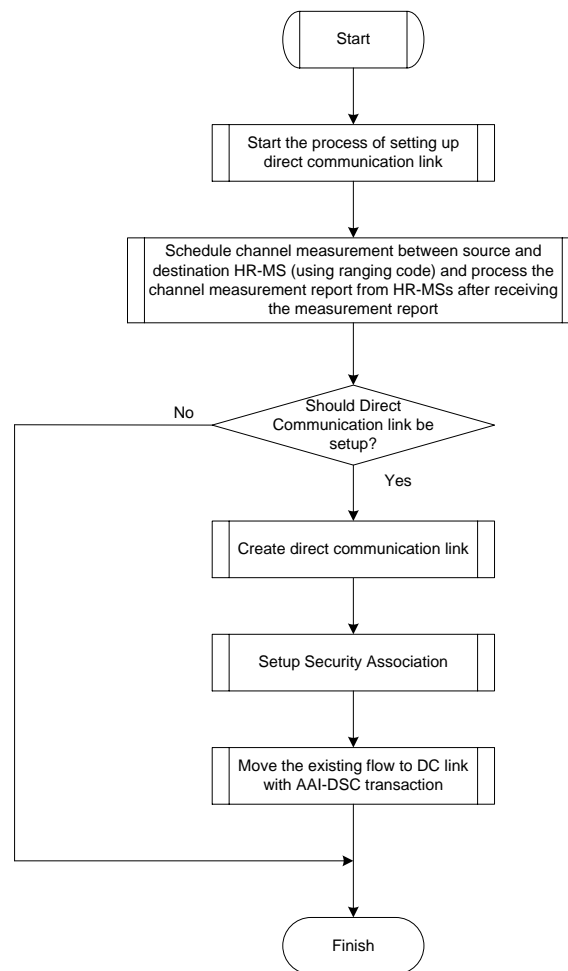 Start
Start the process of setting up
direct communication link
Schedule channel measurement between source and
destination HR-MS (using ranging code) and process the
channel measurement report from HR-MSs after receiving
the measurement report
Should Direct
Communication link be
setup?
No
Yes
Create direct communication link
Setup Security Association
Move the existing flow to DC link
with AAI-DSC transaction
Finish